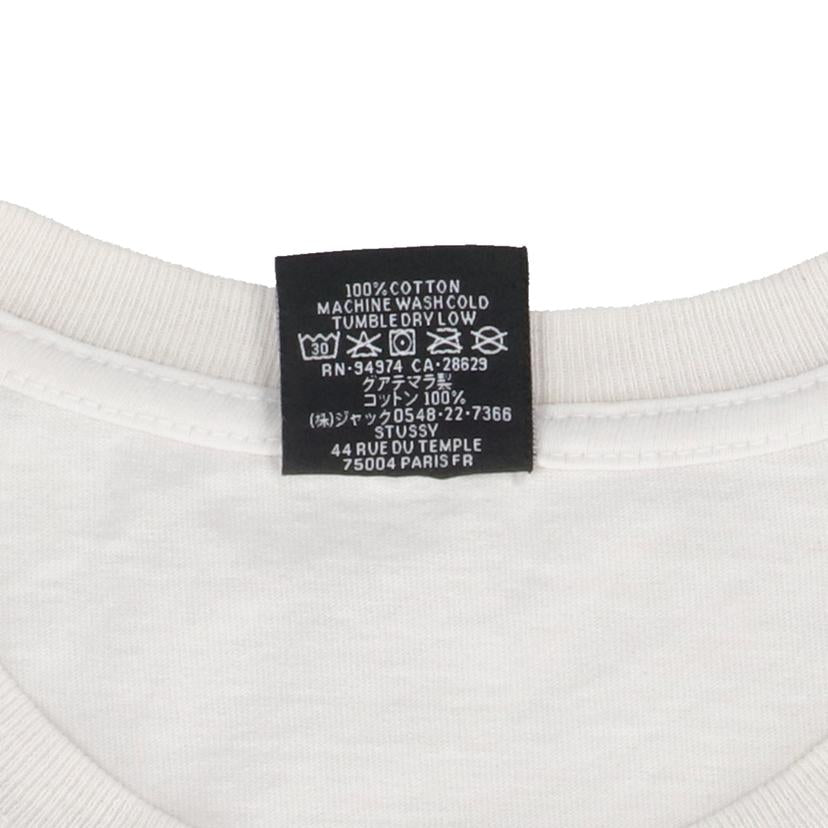 100% COTTON
MACHINE WASH COLD
TUMBLE DRY LOW
30
RN·94974 CA·28629
グアテマラ製
コットン 100%
(株)ジャック0548·22·7366
STUSSY
44 RUE DU TEMPLE
75004 PARIS FR